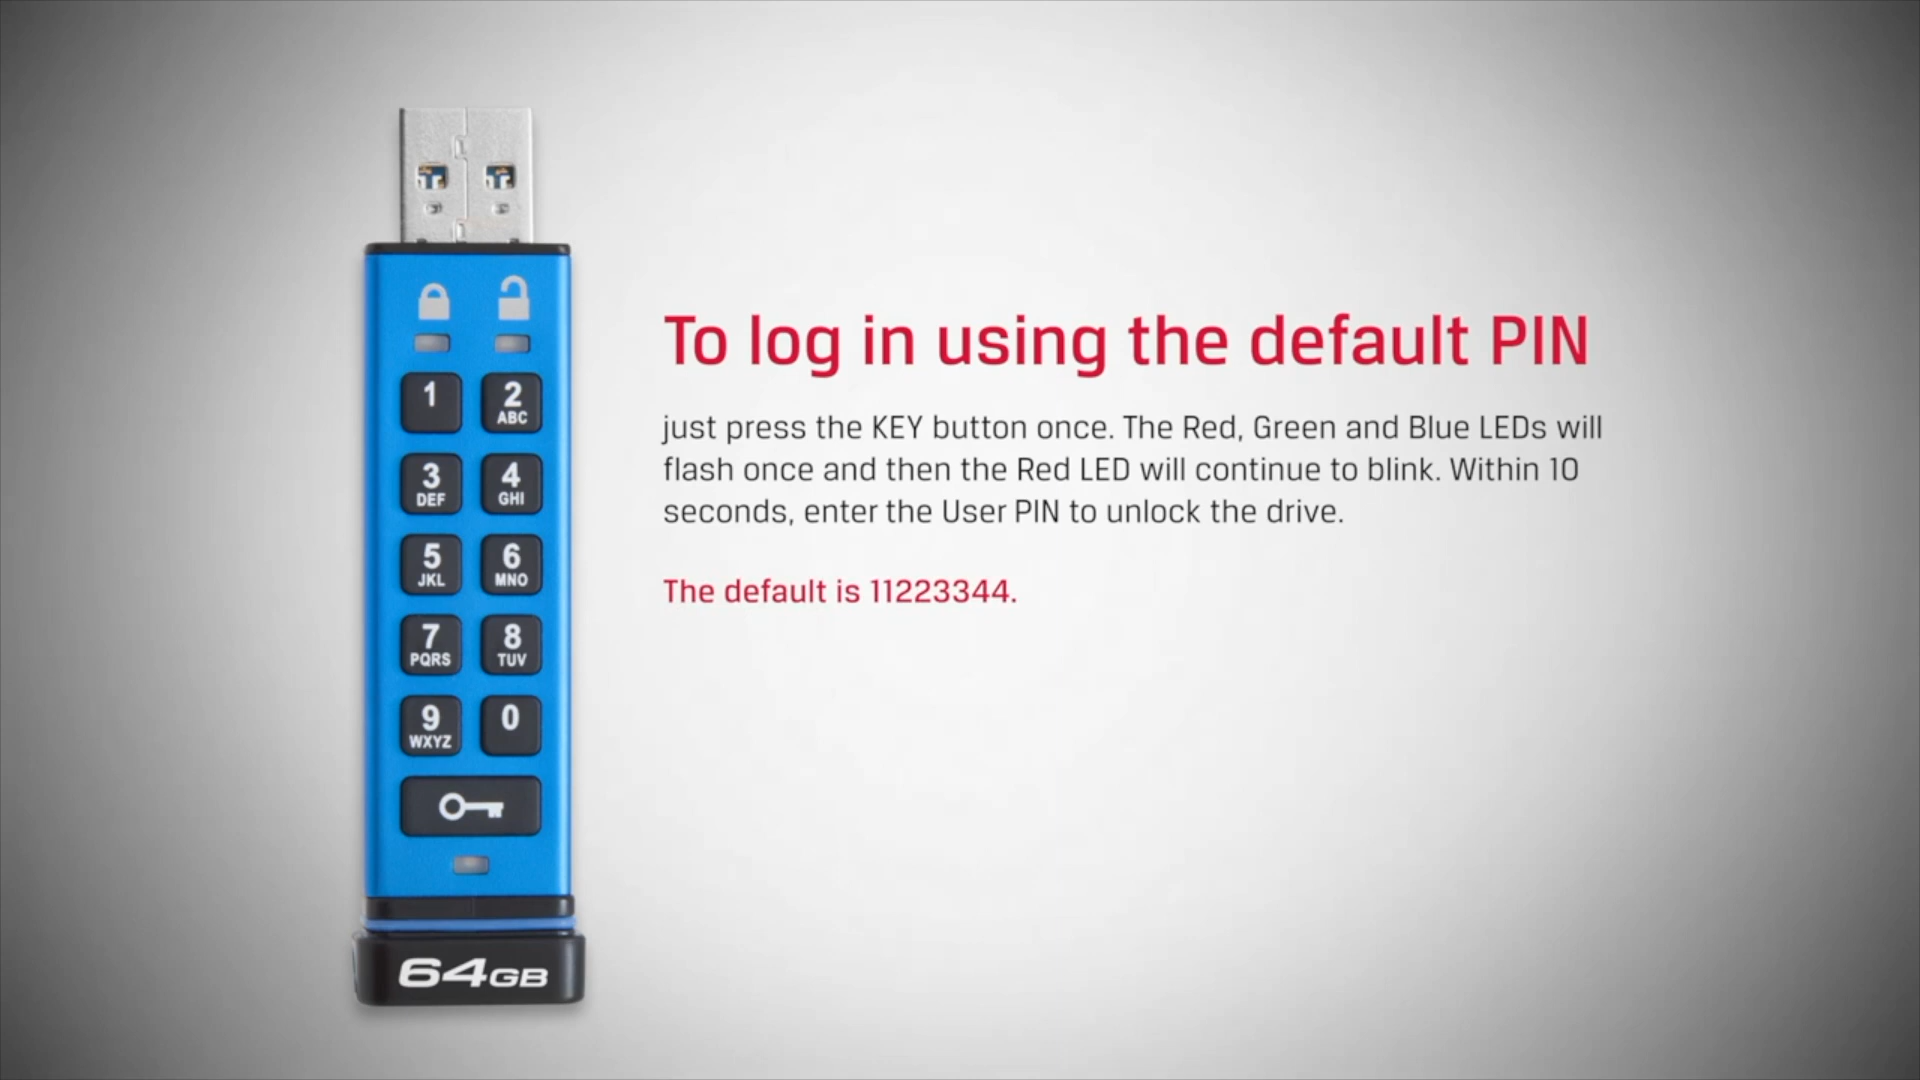 To log in using the default PIN
just press the KEY button once. The Red, Green and Blue LEDs will
flash once and then the Red LED will continue to blink. Within 10
seconds, enter the User PIN to unlock the drive.
The default is 11223344.
1 2
ABC
3 4
DEF GHI
5 6
JKL MNO
7 8
PQRS TUV
9 0
WXYZ
64GB